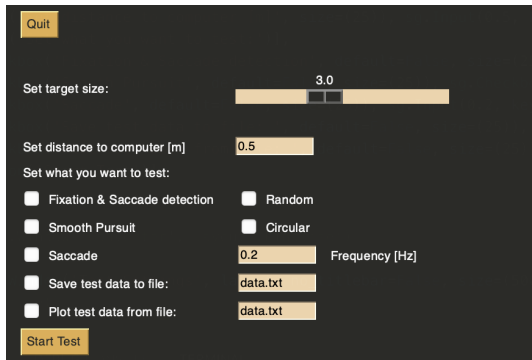 Quit
3.0
Set target size:
Set distance to computer [m] 0.5
Set what you want to test:
Fixation & Saccade detection Random
Smooth Pursuit Circular
Saccade 0.2 Frequency [Hz]
Save test data to file: data.txt
Plot test data from file: data.txt
Start Test